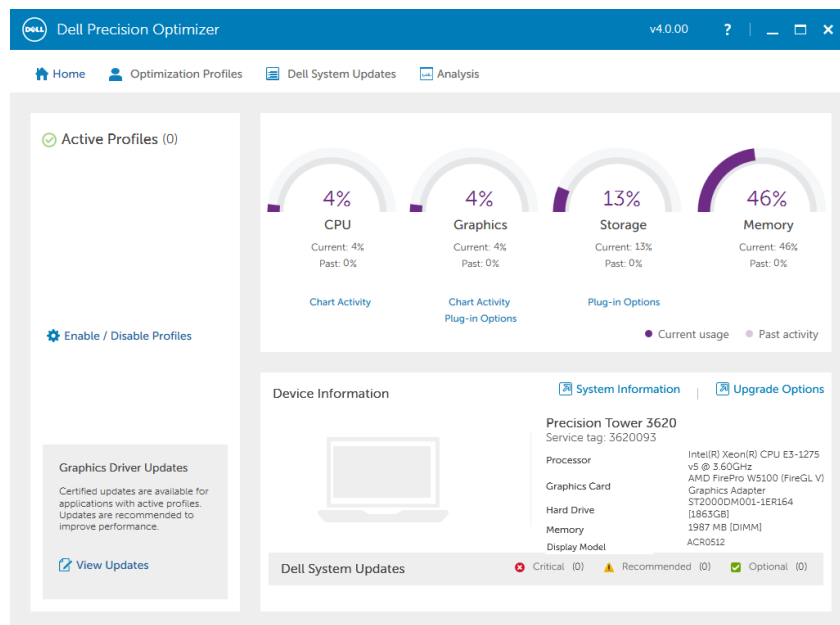 DELL Dell Precision Optimizer v4.0.00 ?
Home Optimization Profiles Dell System Updates Analysis
Active Profiles (0)
Enable / Disable Profiles
Graphics Driver Updates
Certified updates are available for
applications with active profiles.
Updates are recommended to
improve performance.
View Updates
4% 4% 13% 46%
CPU Graphics Storage Memory
Current: 4% Current: 4% Current: 13% Current: 46%
Past: 0% Past: 0% Past: 0% Past: 0%
Chart Activity Chart Activity Plug-in Options
Plug-in Options
Current usage Past activity
Device Information System Information Upgrade Options
Precision Tower 3620
Service tag: 3620093
Processor Intel(R) Xeon(R) CPU E3-1275
v5 @ 3.60GHz
Graphics Card AMD FirePro W5100 (FireGL V)
Graphics Adapter
Hard Drive ST2000DM001-1ER164
[1863GB]
Memory 1987 MB [DIMM]
Display Model ACR0512
Dell System Updates Critical (0) Recommended (0) Optional (0)